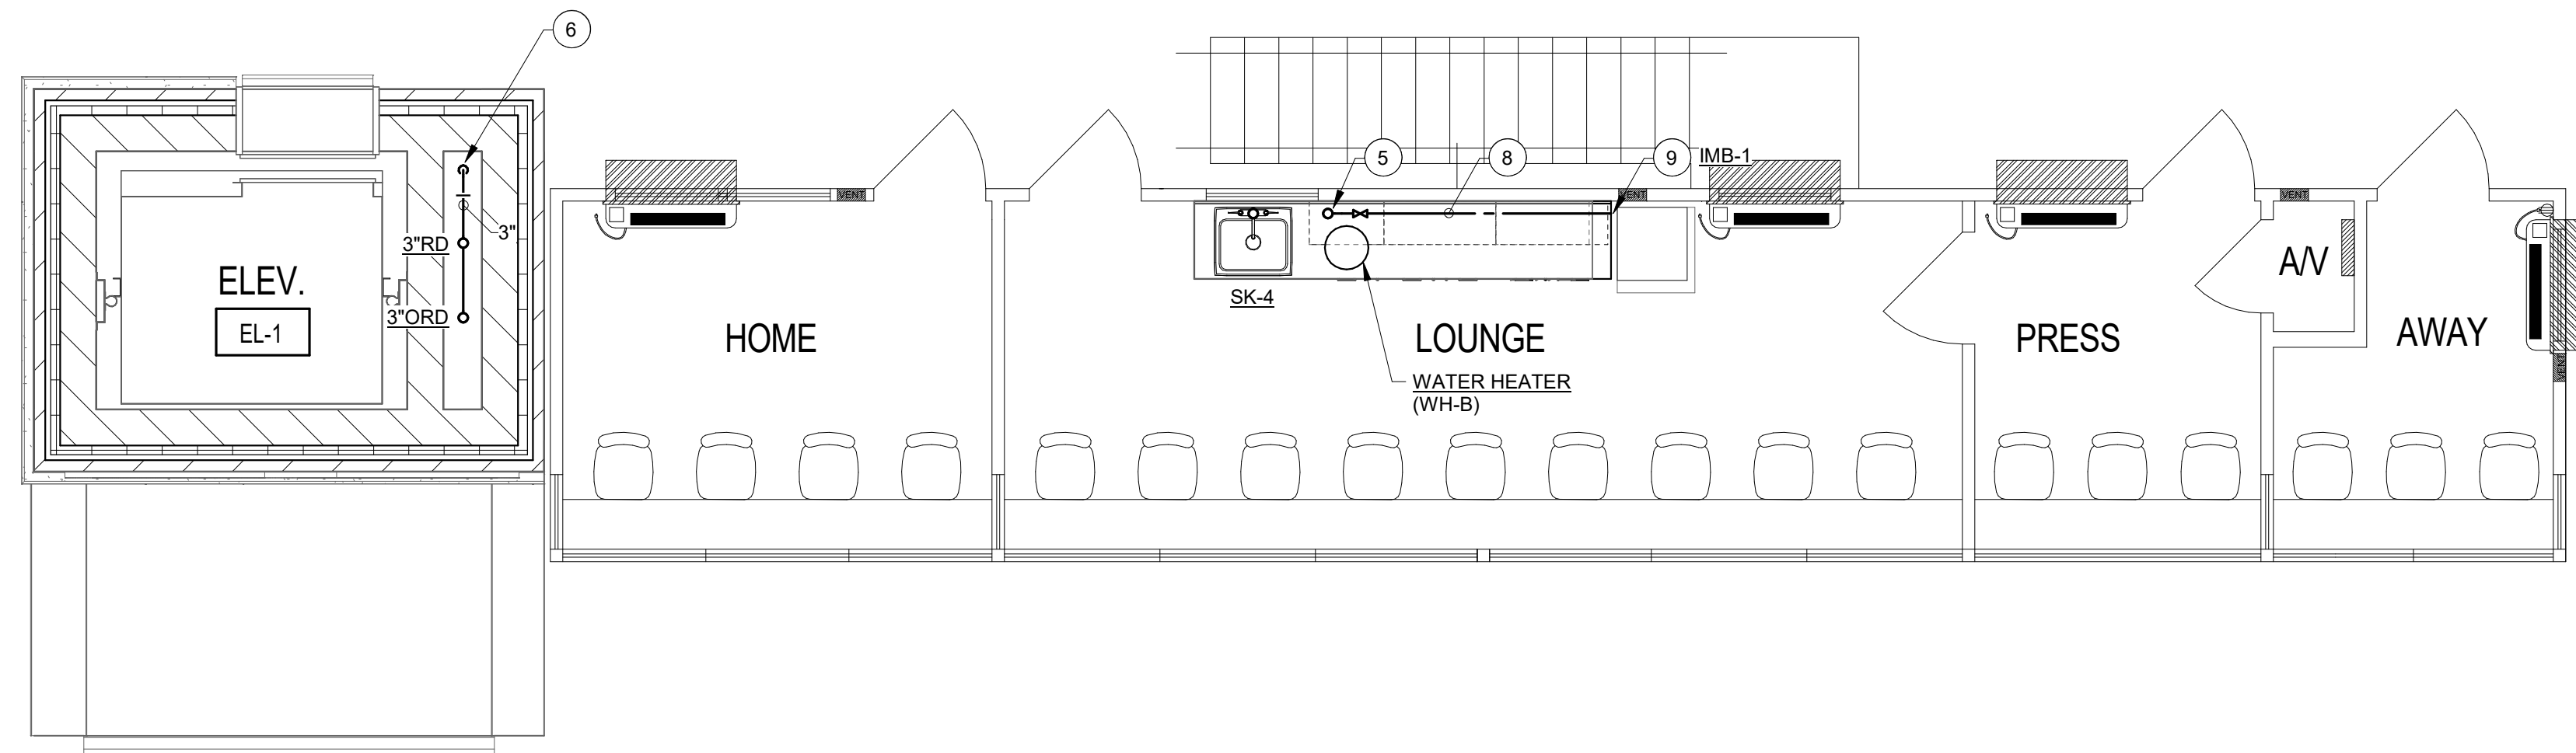 6
5
8
9
IMB-1
VENT
VENT
VENT
3"
3"RD
ELEV.
3"ORD
EL-1
SK-4
A/V
HOME
LOUNGE
PRESS
AWAY
VENT
WATER HEATER
(WH-B)